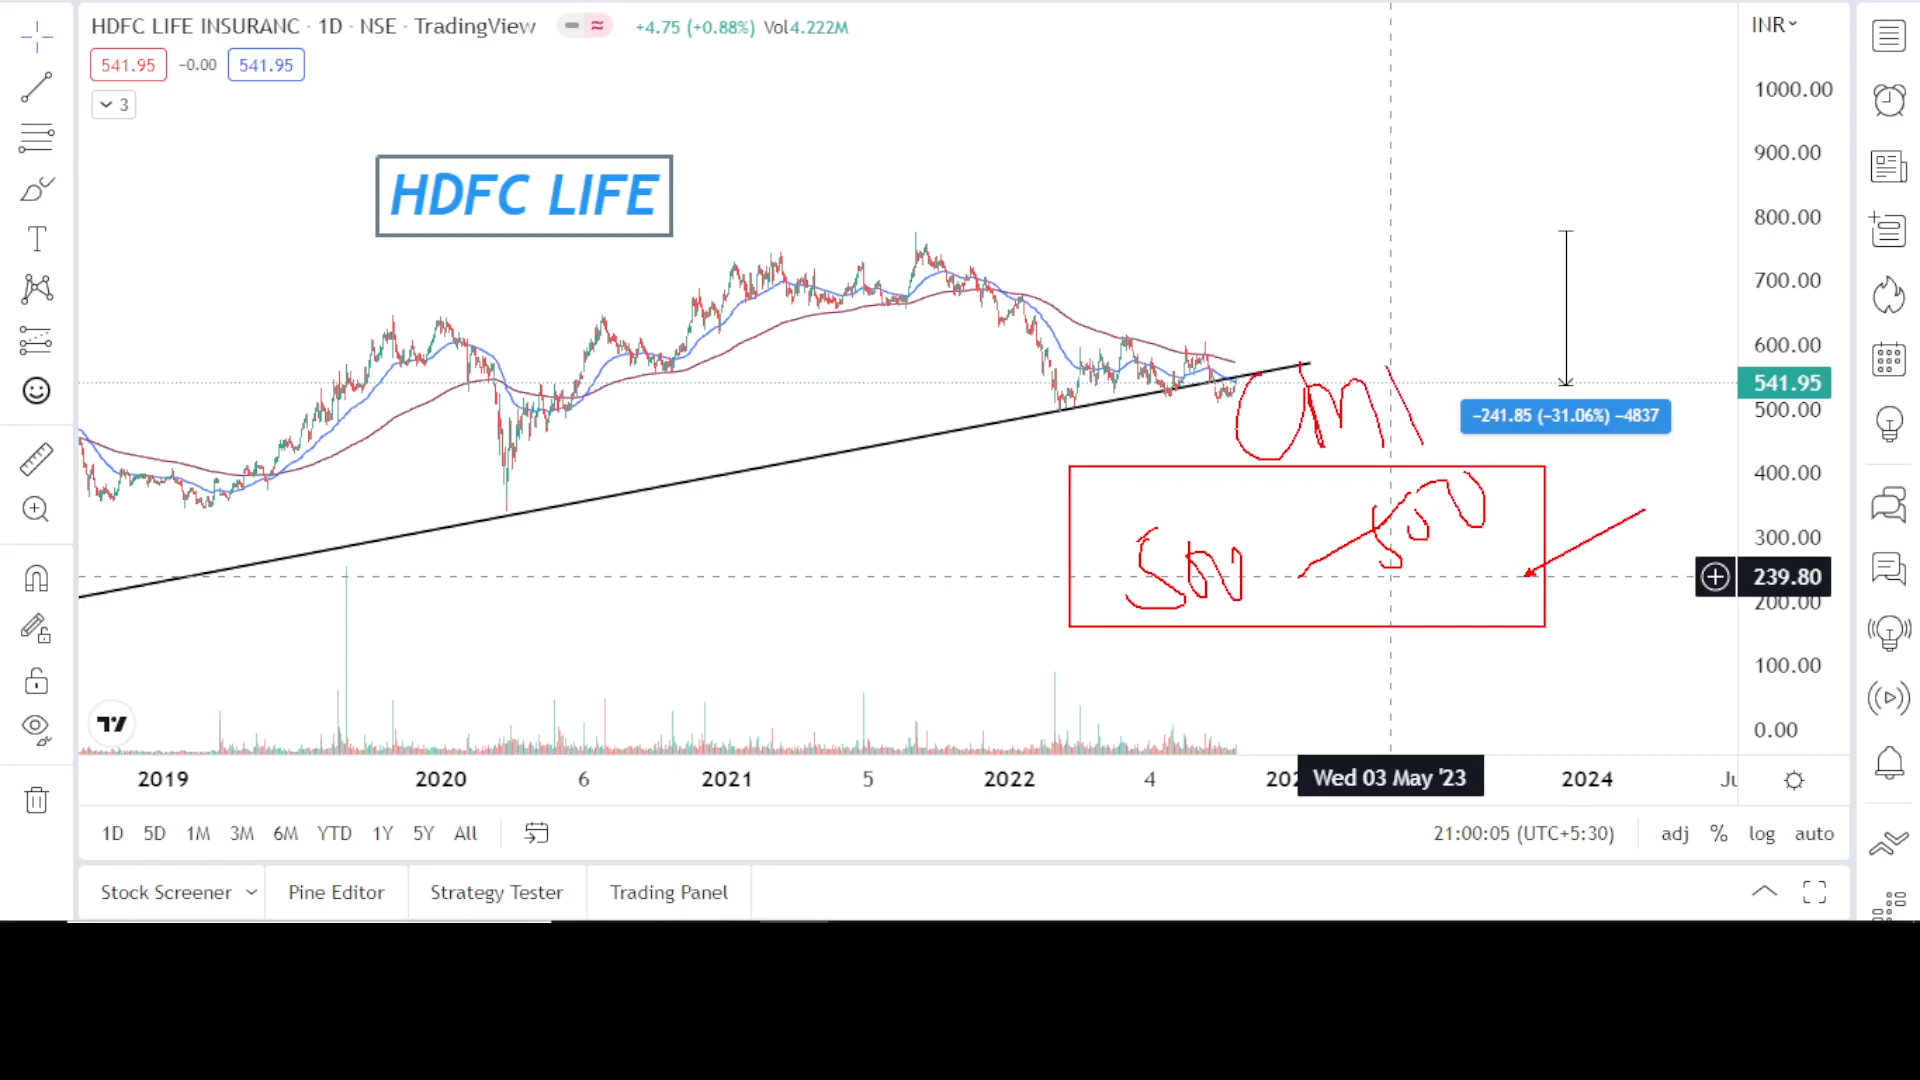 HDFC LIFE INSURANC · 1D · NSE · TradingView
+4.75 (+0.88%) Vol4.222M
541.95 −0.00 541.95
3
INR
HDFC LIFE
1000.00
900.00
800.00
700.00
600.00
541.95
500.00
400.00
300.00
239.80
200.00
100.00
0.00
−241.85 (−31.06%) −4837
2019 2020 6 2021 5 2022 4 Wed 03 May '23 2024
1D 5D 1M 3M 6M YTD 1Y 5Y All
21:00:05 (UTC+5:30) adj % log auto
Stock Screener Pine Editor Strategy Tester Trading Panel